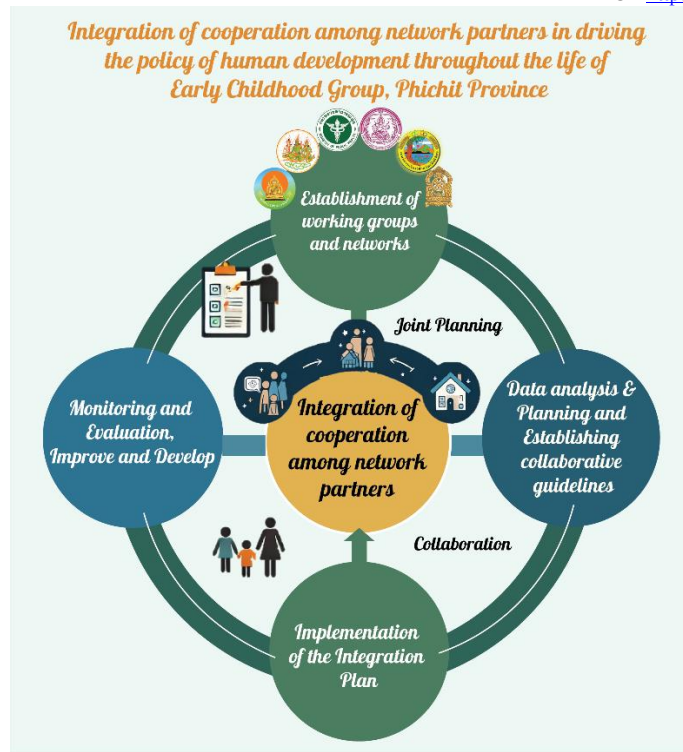 Integration of cooperation among network partners in driving
the policy of human development throughout the life of
Early Childhood Group, Phichit Province
Establishment of
working groups
and networks
Joint Planning
Monitoring and
Evaluation,
Improve and Develop
Integration of
cooperation
among network
partners
Data analysis &
Planning and
Establishing
collaborative
guidelines
Collaboration
Implementation
of the Integration
Plan